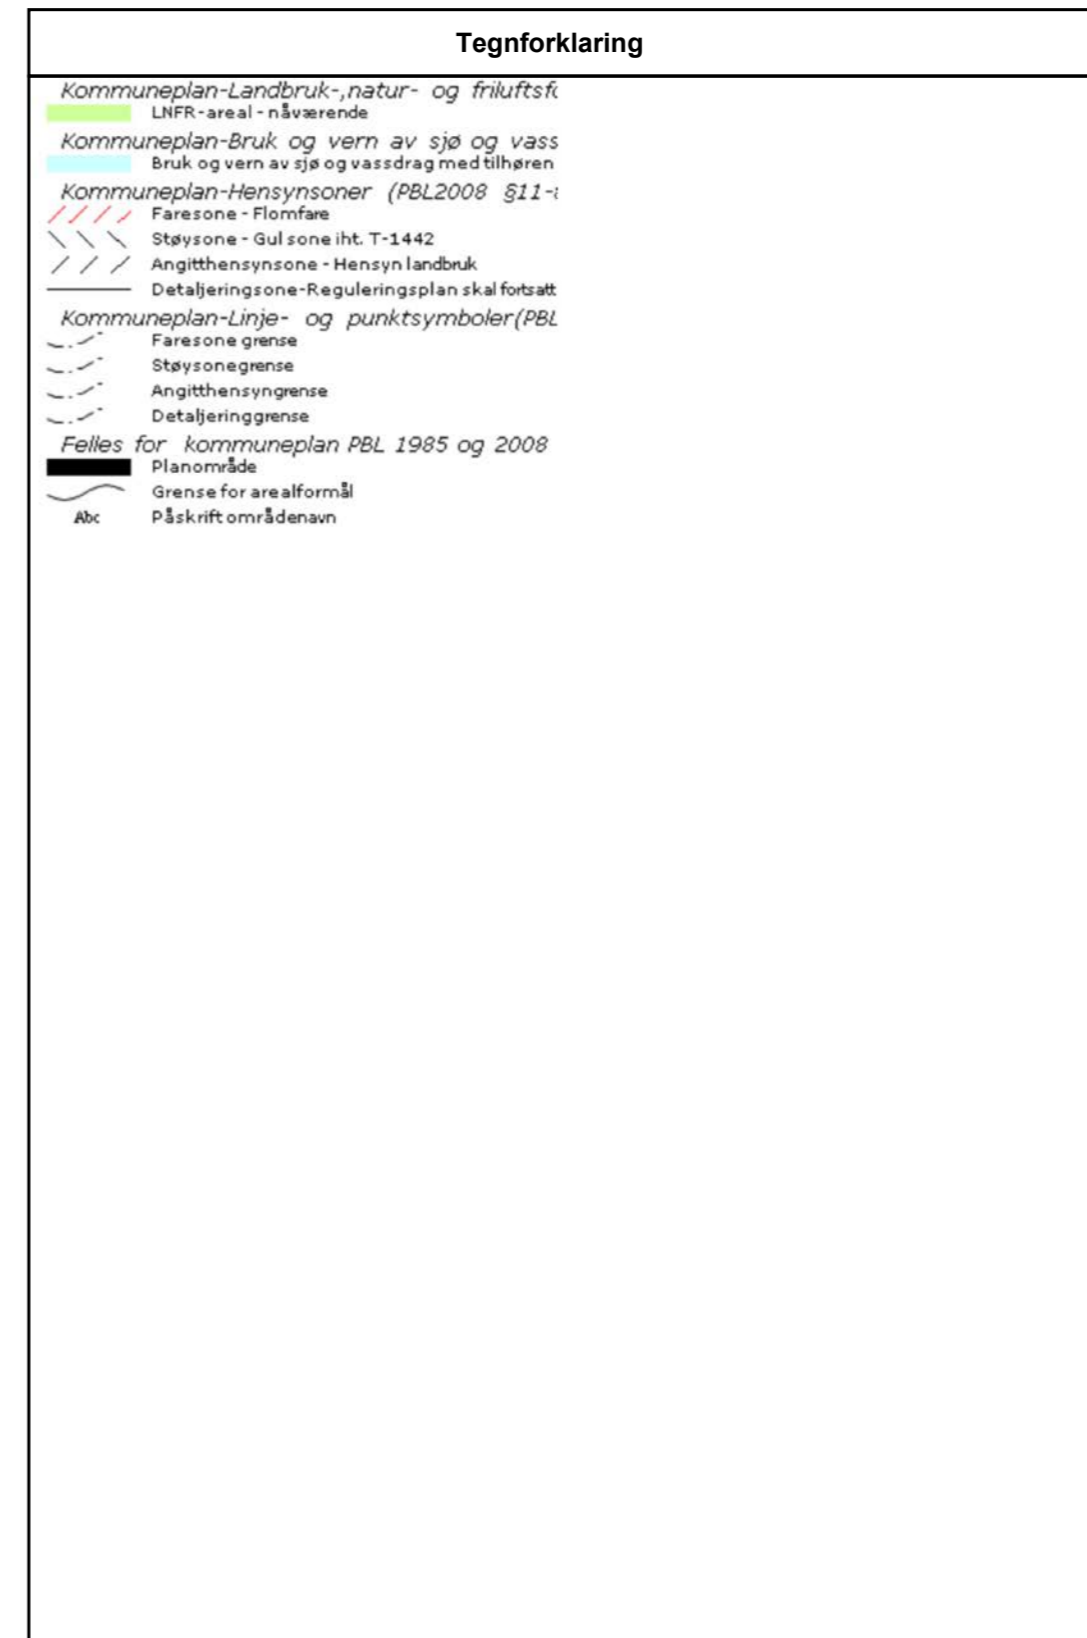 Tegnforklaring
Kommuneplan-Landbruk-,natur- og friluftsfo
LNFR-areal - nåværende
Kommuneplan-Bruk og vern av sjø og vass
Bruk og vern av sjø og vassdrag med tilhøren
Kommuneplan-Hensynsoner (PBL2008 §11-8
Faresone - Flomfare
Støysone - Gul sone iht. T-1442
Angitthensynsone - Hensyn landbruk
Detaljeringsone-Reguleringsplan skal fortsatt
Kommuneplan-Linje- og punktsymboler(PBL
Faresone grense
Støysonegrense
Angitthensyngrense
Detaljeringgrense
Felles for kommuneplan PBL 1985 og 2008
Planområde
Grense for arealformål
Abc Påskrift områdenavn